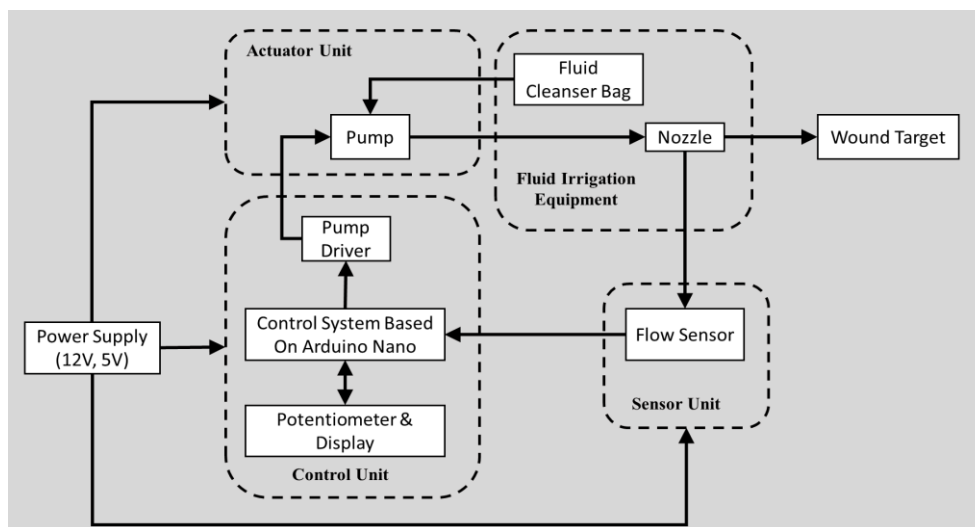 Actuator Unit
Fluid
Cleanser Bag
Pump
Nozzle
Wound Target
Fluid Irrigation
Equipment
Pump
Driver
Power Supply
(12V, 5V)
Control System Based
On Arduino Nano
Flow Sensor
Potentiometer &
Display
Sensor Unit
Control Unit